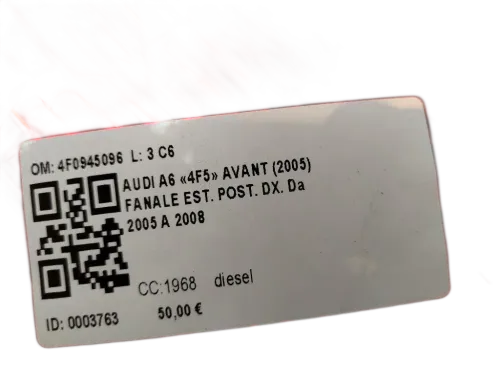 OM: 4F0945096 L: 3 C6
AUDI A6 «4F5» AVANT (2005)
FANALE EST. POST. DX. Da
2005 A 2008
CC:1968 diesel
ID: 0003763 50,00 €